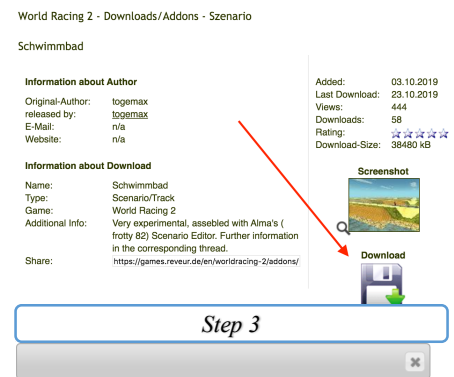 World Racing 2 - Downloads/Addons - Szenario
Schwimmbad
Information about Author
Original-Author: togemax
released by: togemax
E-Mail: n/a
Website: n/a
Information about Download
Name: Schwimmbad
Type: Scenario/Track
Game: World Racing 2
Additional Info: Very experimental, assebled with Alma's (
frotty 82) Scenario Editor. Further information
in the corresponding thread.
Share: https://games.reveur.de/en/worldracing-2/addons/
Added: 03.10.2019
Last Download: 23.10.2019
Views: 444
Downloads: 58
Rating:
Download-Size: 38480 kB
Screenshot
Download
Step 3